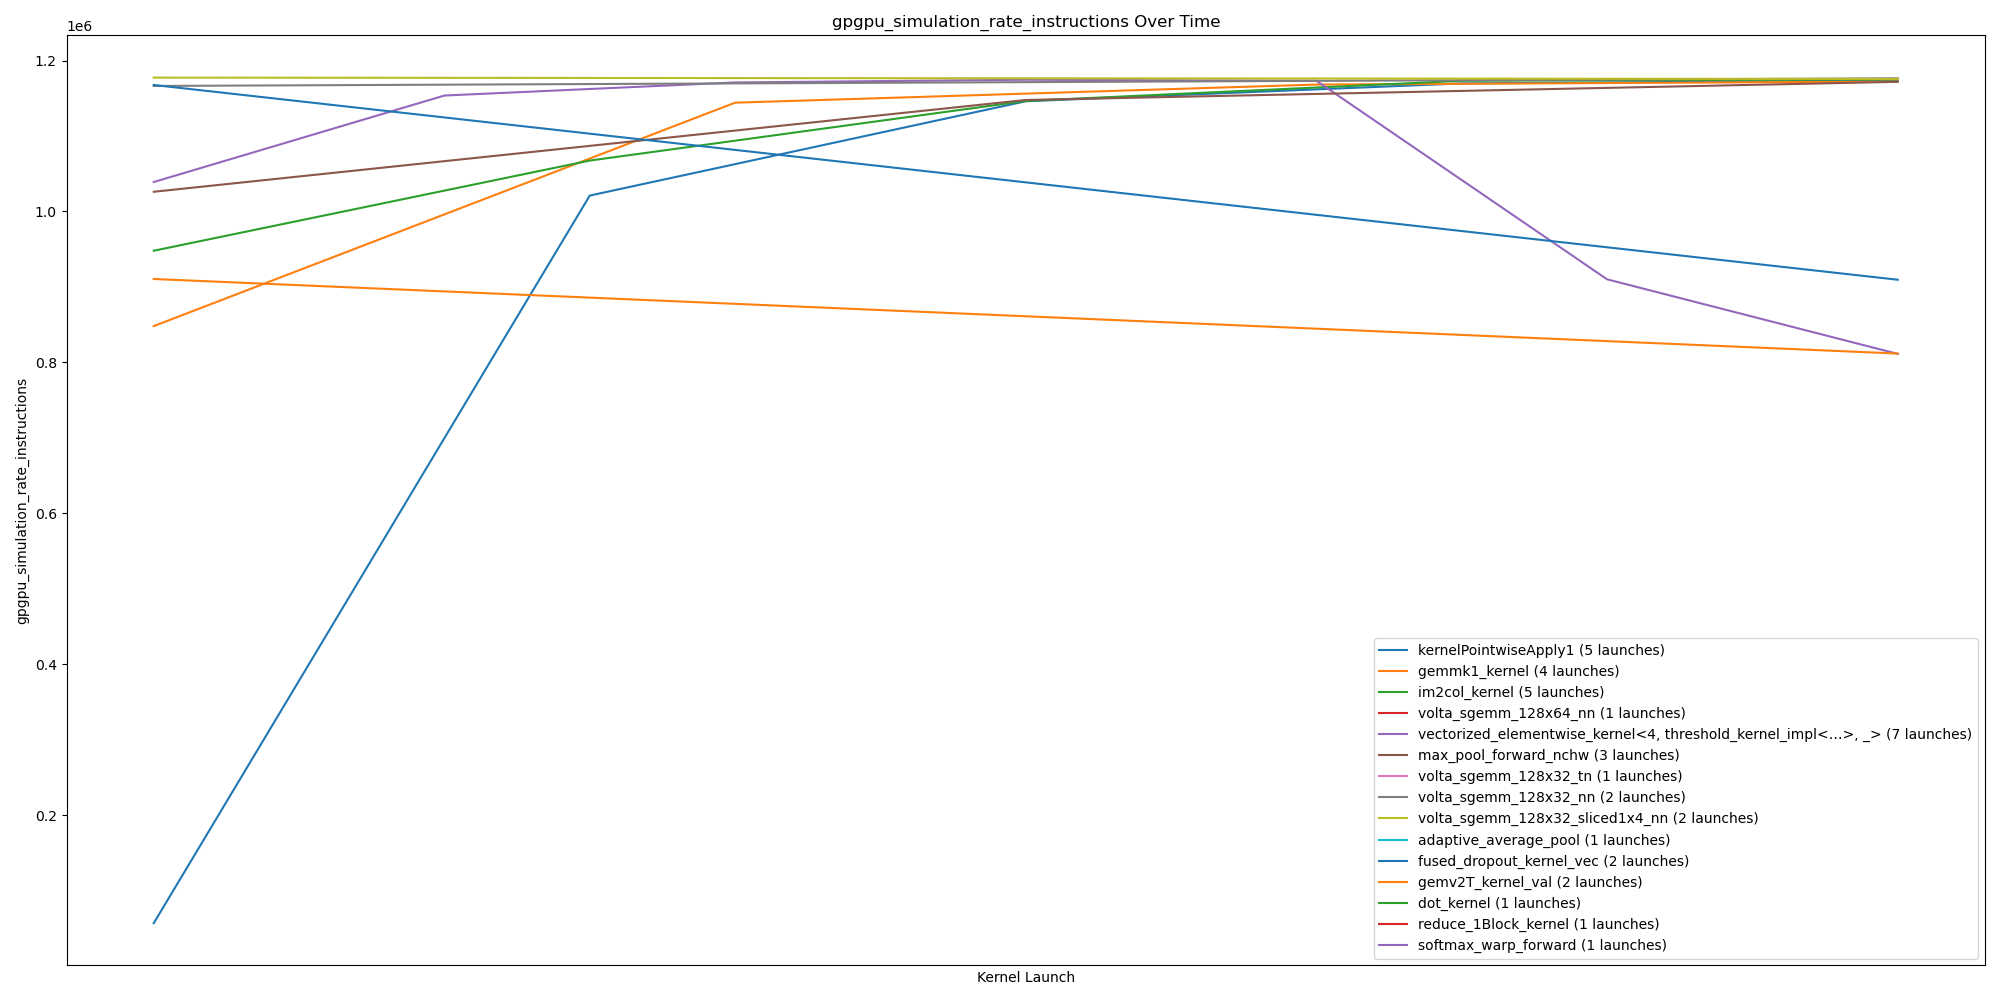 gpgpu_simulation_rate_instructions Over Time
1e6
1.2
1.0
0.8
0.6
0.4
0.2
gpgpu_simulation_rate_instructions
Kernel Launch
kernelPointwiseApply1 (5 launches)
gemmk1_kernel (4 launches)
im2col_kernel (5 launches)
volta_sgemm_128x64_nn (1 launches)
vectorized_elementwise_kernel<4, threshold_kernel_impl<...>, _> (7 launches)
max_pool_forward_nchw (3 launches)
volta_sgemm_128x32_tn (1 launches)
volta_sgemm_128x32_nn (2 launches)
volta_sgemm_128x32_sliced1x4_nn (2 launches)
adaptive_average_pool (1 launches)
fused_dropout_kernel_vec (2 launches)
gemv2T_kernel_val (2 launches)
dot_kernel (1 launches)
reduce_1Block_kernel (1 launches)
softmax_warp_forward (1 launches)